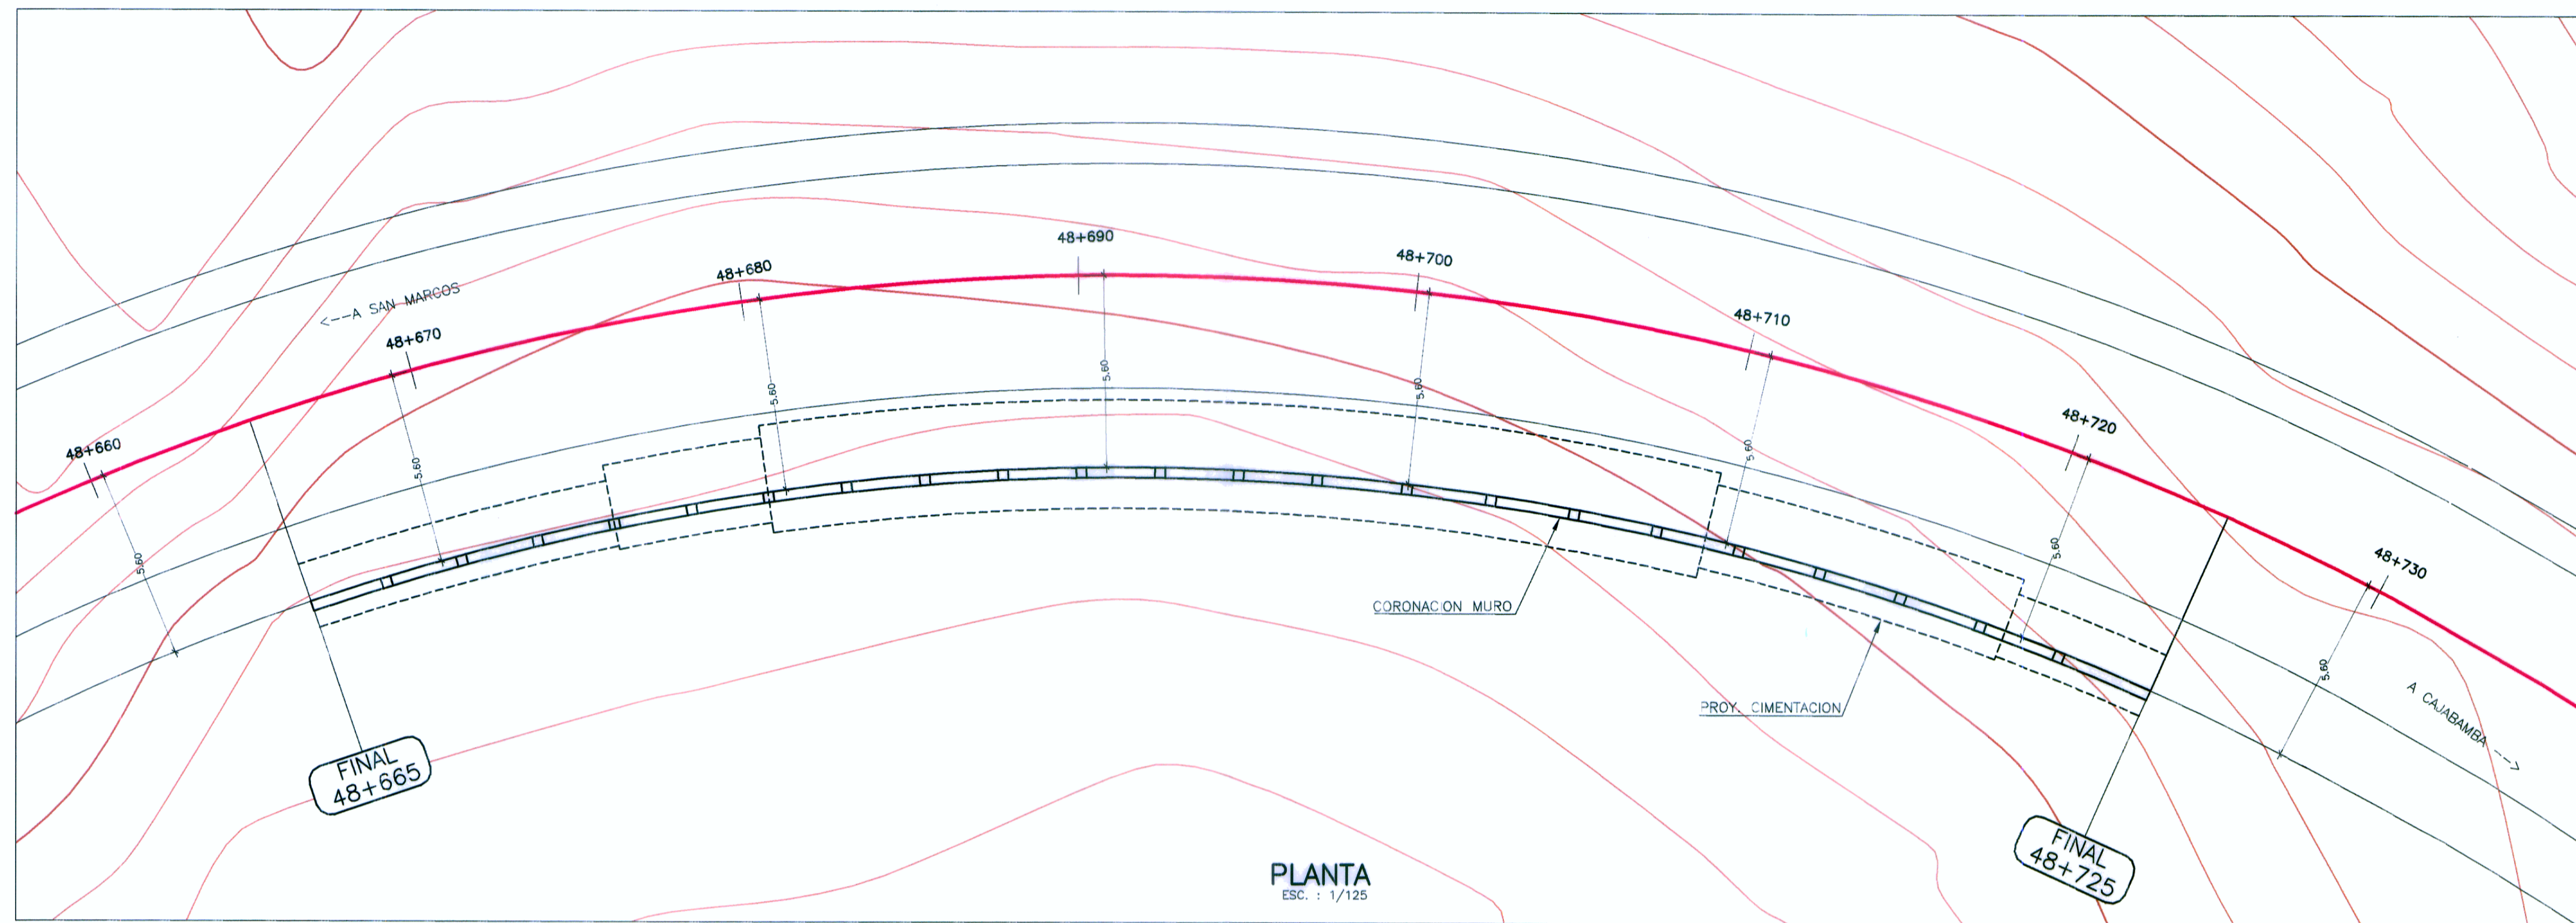 48+690
48+700
48+680
<---A SAN MARCOS
48+670
48+710
48+720
48+660
48+730
5.60
5.60
5.60
5.60
5.60
5.60
5.60
5.60
CORONACION MURO
PROY. CIMENTACION
A CAJABAMBA --->
FINAL
48+665
FINAL
48+725
PLANTA
ESC. : 1/125